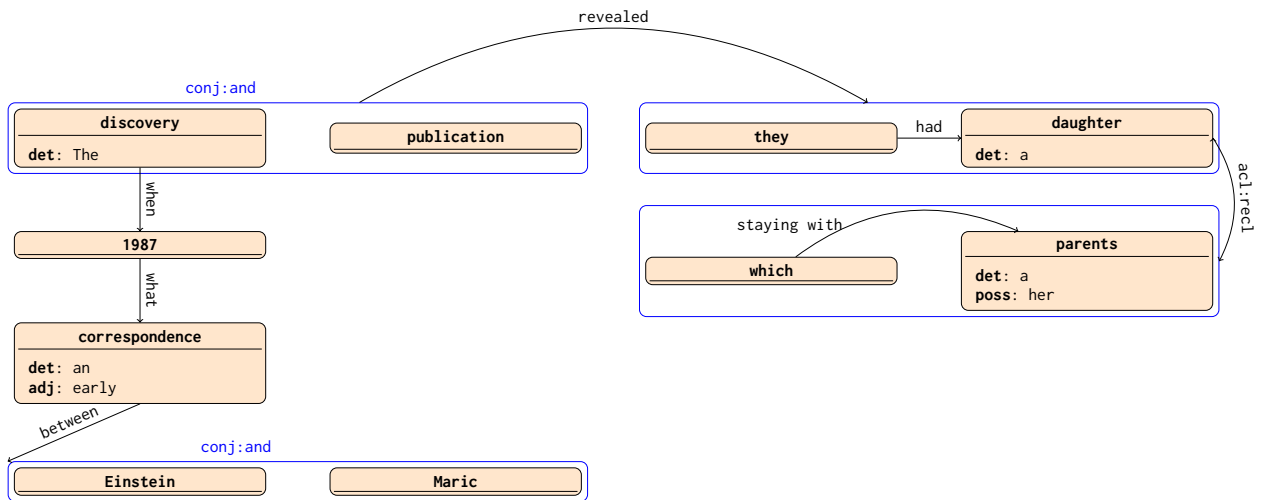 revealed
conj:and
discovery
det: The
publication
they
had
daughter
det: a
acl:recl
when
1987
what
correspondence
det: an
adj: early
between
conj:and
Einstein
Maric
staying with
which
parents
det: a
poss: her